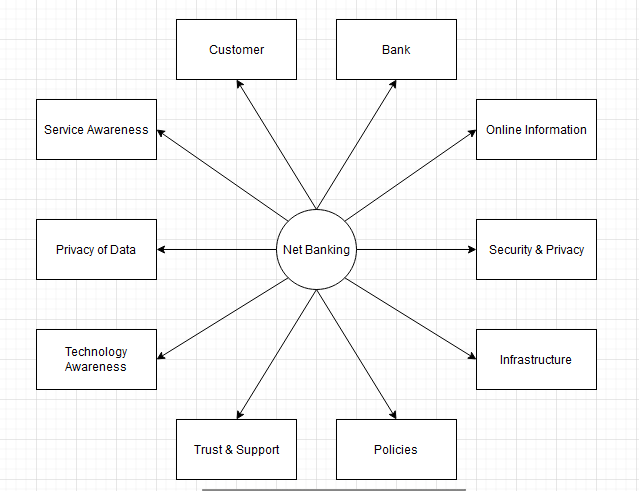 Customer
Bank
Service Awareness
Online Information
Privacy of Data
Net Banking
Security & Privacy
Technology
Awareness
Infrastructure
Trust & Support
Policies